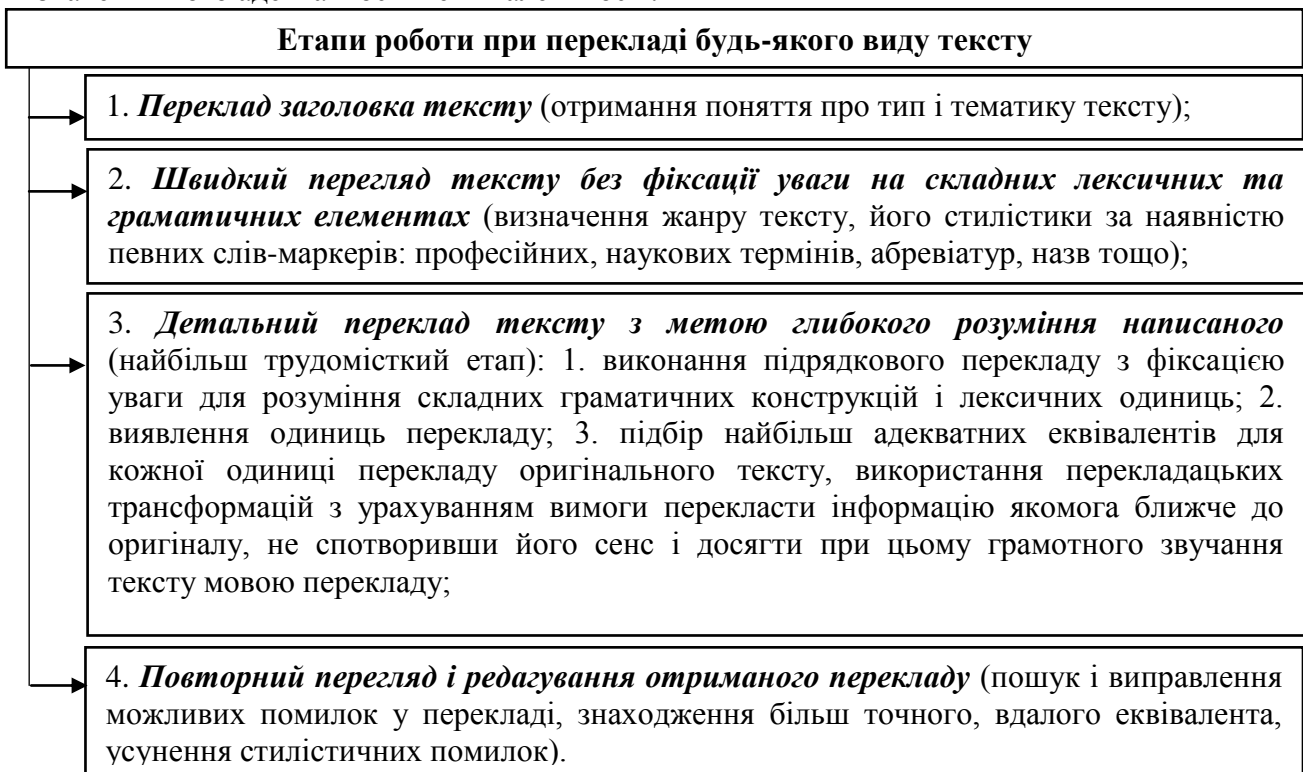 Етапи роботи при перекладі будь-якого виду тексту
1. Переклад заголовка тексту (отримання поняття про тип і тематику тексту);
2. Швидкий перегляд тексту без фіксації уваги на складних лексичних та
граматичних елементах (визначення жанру тексту, його стилістики за наявністю
певних слів-маркерів: професійних, наукових термінів, абревіатур, назв тощо);
3. Детальний переклад тексту з метою глибокого розуміння написаного
(найбільш трудомісткий етап): 1. виконання підрядкового перекладу з фіксацією
уваги для розуміння складних граматичних конструкцій і лексичних одиниць; 2.
виявлення одиниць перекладу; 3. підбір найбільш адекватних еквівалентів для
кожної одиниці перекладу оригінального тексту, використання перекладацьких
трансформацій з урахуванням вимоги перекласти інформацію якомога ближче до
оригіналу, не спотворивши його сенс і досягти при цьому грамотного звучання
тексту мовою перекладу;
4. Повторний перегляд і редагування отриманого перекладу (пошук і виправлення
можливих помилок у перекладі, знаходження більш точного, вдалого еквівалента,
усунення стилістичних помилок).